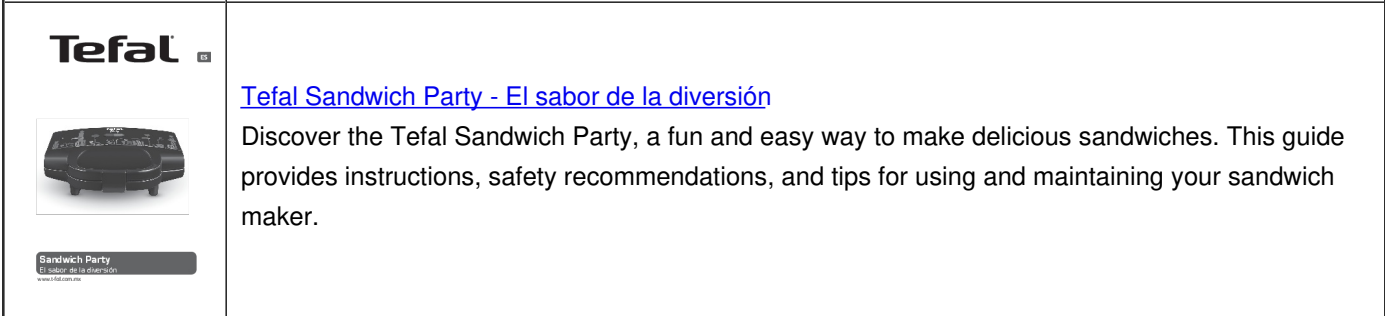 Tefal ES
Sandwich Party
El sabor de la diversión
www.t-fal.com.mx
Tefal Sandwich Party - El sabor de la diversión
Discover the Tefal Sandwich Party, a fun and easy way to make delicious sandwiches. This guide
provides instructions, safety recommendations, and tips for using and maintaining your sandwich
maker.